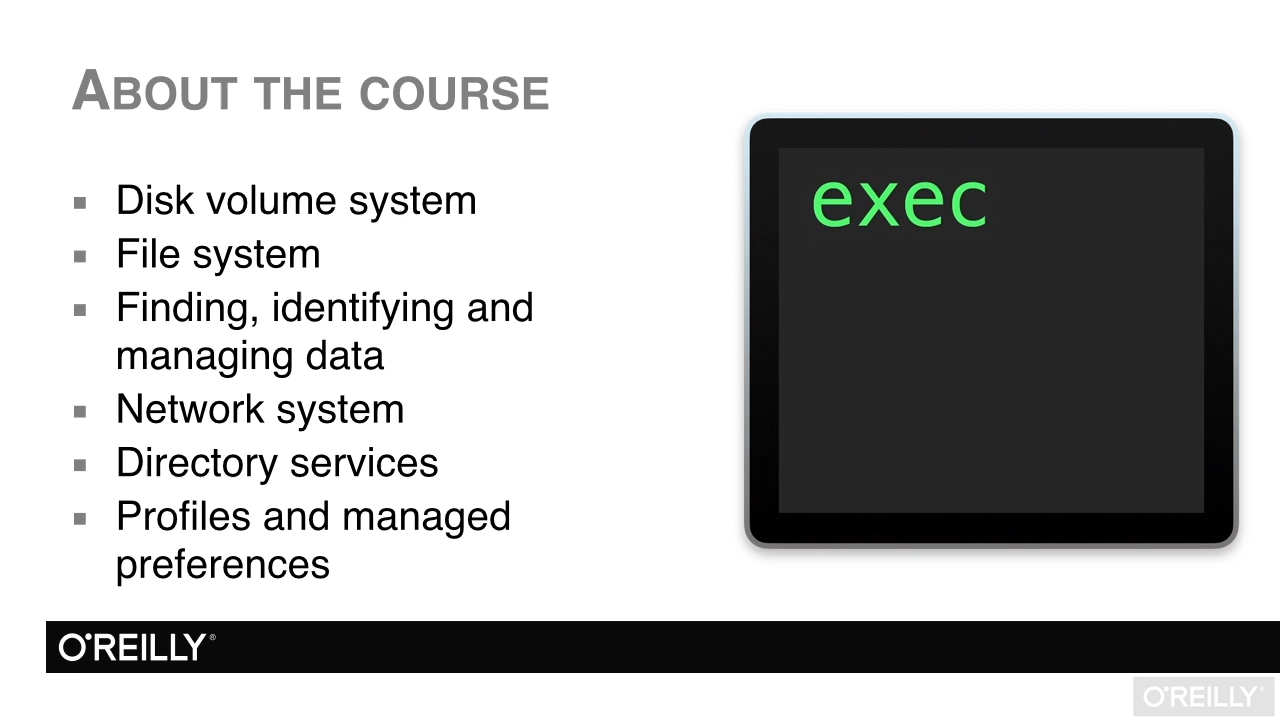 ABOUT THE COURSE
Disk volume system
File system
Finding, identifying and
managing data
Network system
Directory services
Profiles and managed
preferences
exec
O'REILLY®
O'REILLY®